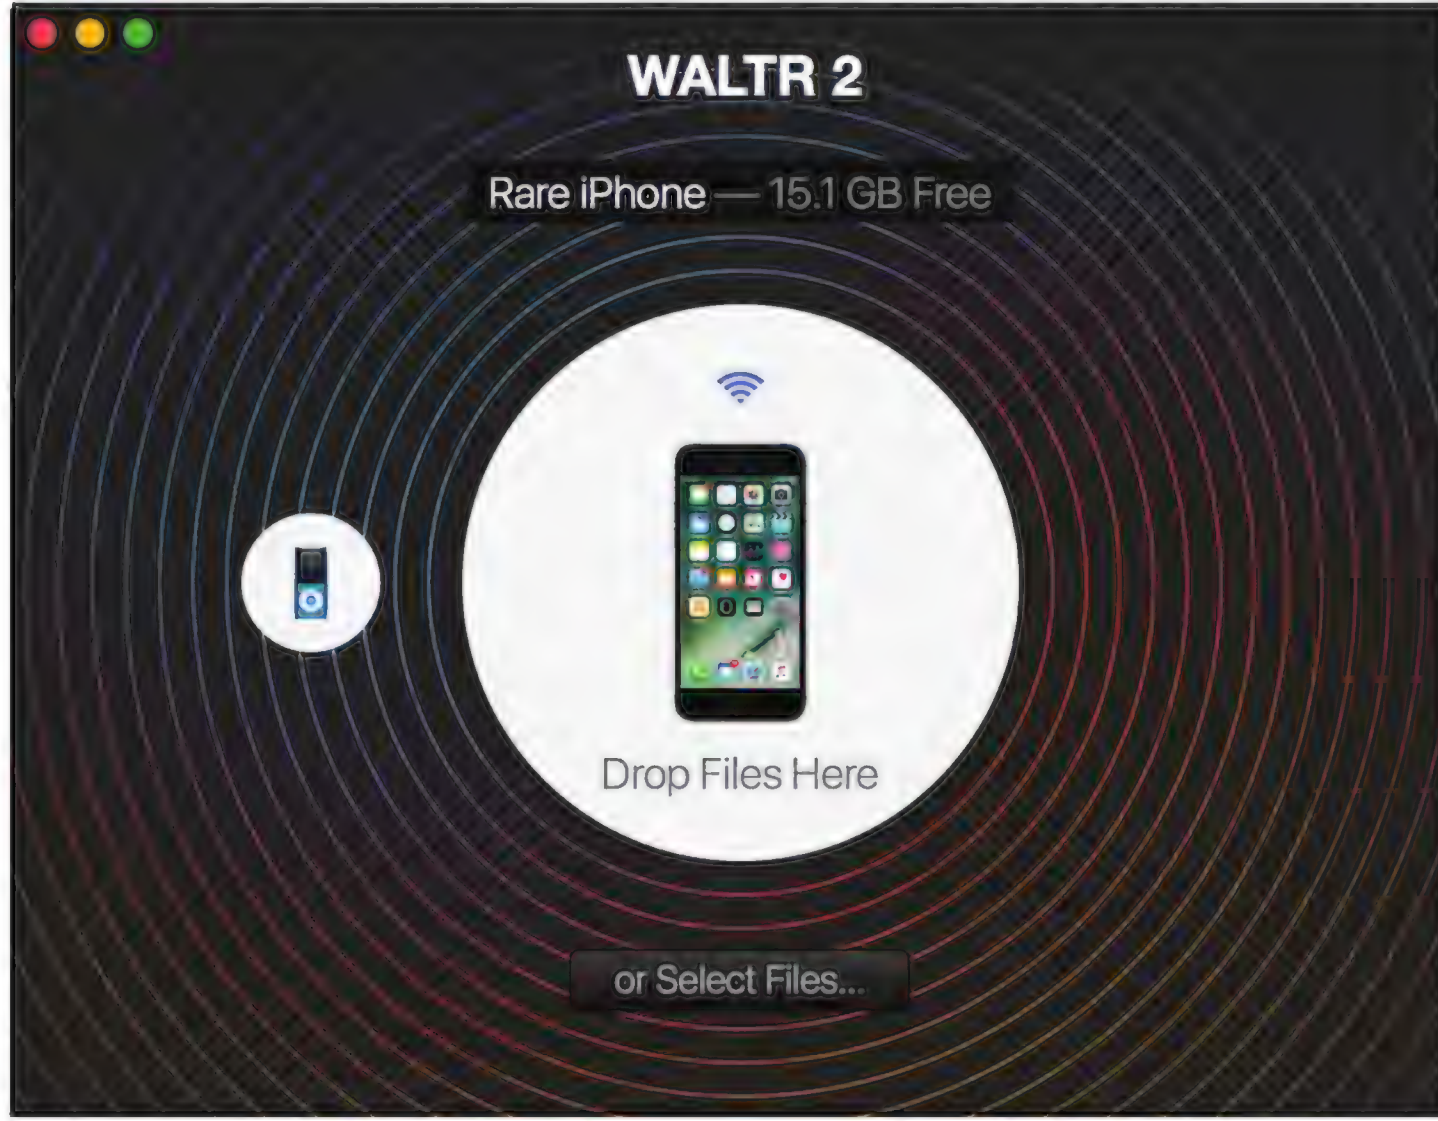 WALTR 2
Rare iPhone — 15.1 GB Free
Drop Files Here
or Select Files...